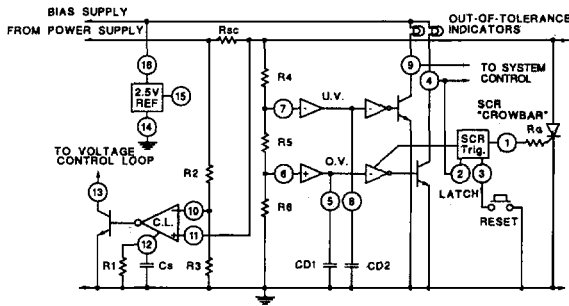 BIAS SUPPLY
FROM POWER SUPPLY
Rsc
OUT-OF-TOLERANCE
INDICATORS
16
2.5V
REF
15
14
R4
7
-
U.V.
-
9
4
TO SYSTEM
CONTROL
SCR
"CROWBAR"
Ra
SCR
Trig.
1
R5
6
+
O.V.
-
2
3
LATCH
RESET
5
8
TO VOLTAGE
CONTROL LOOP
13
R2
C.L.
-
+
10
11
12
R6
R1
Cs
R3
CD1
CD2